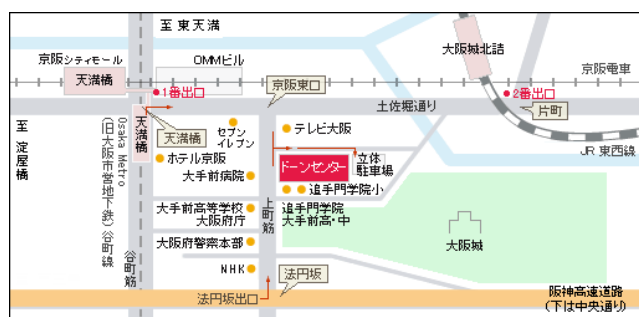 至 東天満
京阪シティモール
OMMビル
大阪城北詰
天満橋
京阪電車
1番出口
京阪東口
2番出口
土佐堀通り
片町
至 淀屋橋
天満橋
天満橋
セブン
イレブン
テレビ大阪
JR 東西線
Osaka Metro
(旧大阪市営地下鉄)谷町線
ホテル京阪
ドーンセンター
立体
駐車場
大手前病院
追手門学院小
大手前高等学校
大阪府庁
追手門学院
大手前高・中
上町筋
大阪城
大阪府警察本部
谷町筋
NHK
法円坂
法円坂出口
阪神高速道路
(下は中央通り)